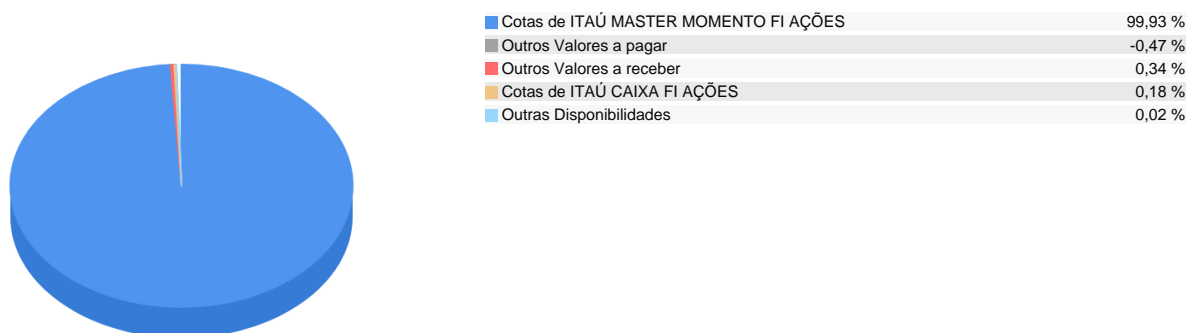 Cotas de ITAÚ MASTER MOMENTO FI AÇÕES 99,93 %
Outros Valores a pagar -0,47 %
Outros Valores a receber 0,34 %
Cotas de ITAÚ CAIXA FI AÇÕES 0,18 %
Outras Disponibilidades 0,02 %